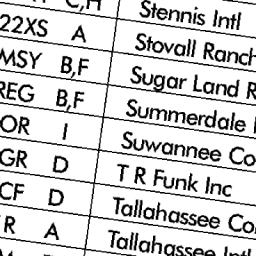 C,H Stennis Intl
22XS A Stovall Ranch
MSY B,F Sugar Land R
REG B,F Summerdale
OR I Suwannee Co
GR D T R Funk Inc
CF D Tallahassee Co
R A Tallahassee Intl